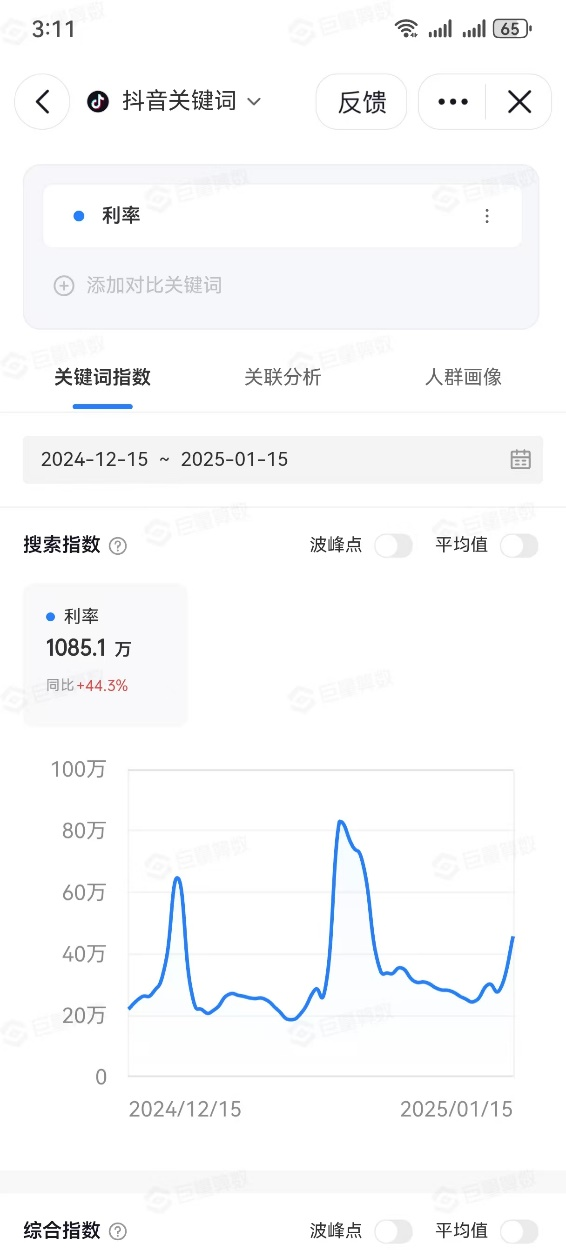 3:11
65
抖音关键词
反馈
利率
添加对比关键词
关键词指数
关联分析
人群画像
2024-12-15 ~ 2025-01-15
搜索指数
波峰点
平均值
利率
1085.1 万
同比+44.3%
100万
80万
60万
40万
20万
0
2024/12/15
2025/01/15
综合指数
波峰点
平均值
巨量算数